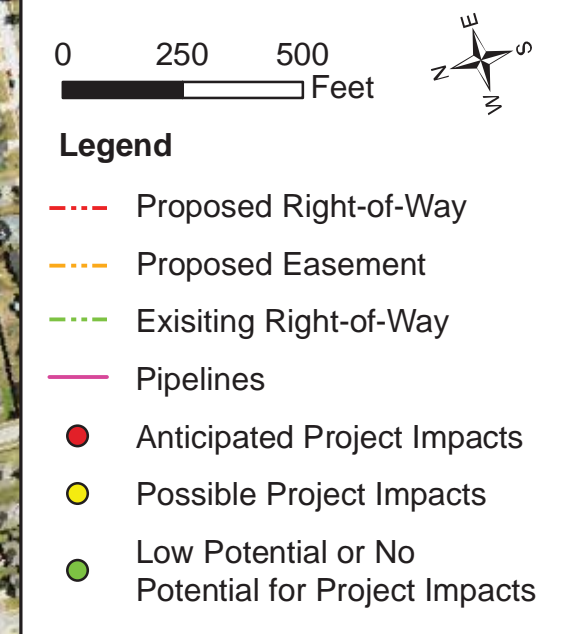 0 250 500
Feet
E
S
N
W
Legend
Proposed Right-of-Way
Proposed Easement
Exisiting Right-of-Way
Pipelines
Anticipated Project Impacts
Possible Project Impacts
Low Potential or No
Potential for Project Impacts